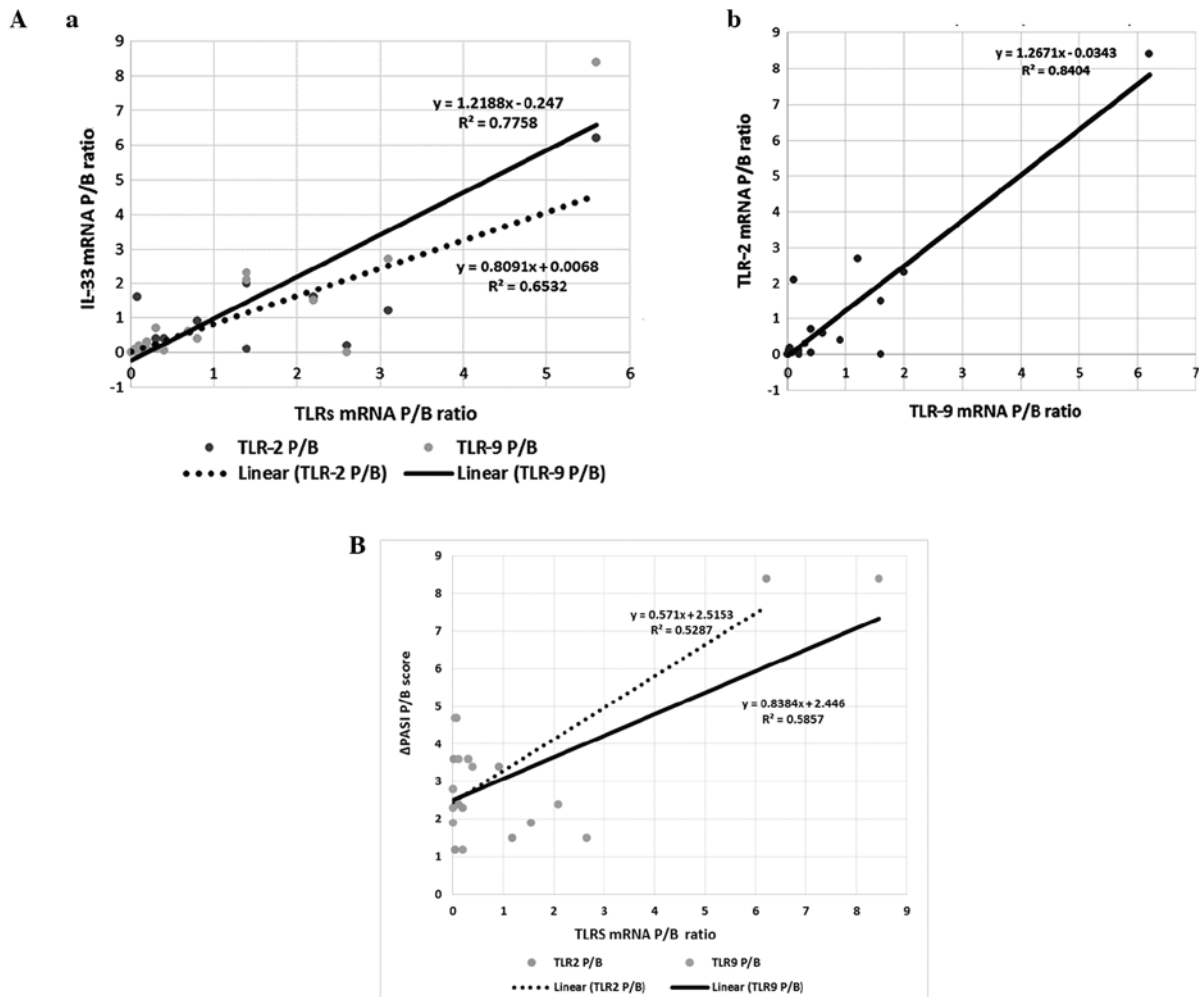 A a
9
8
7
6
5
4
3
2
1
0
-1
IL-33 mRNA P/B ratio
y = 1.2188x - 0.247
R² = 0.7758
y = 0.8091x + 0.0068
R² = 0.6532
0 1 2 3 4 5 6
TLRs mRNA P/B ratio
TLR-2 P/B TLR-9 P/B
Linear (TLR-2 P/B) Linear (TLR-9 P/B)
b
9
8
7
6
5
4
3
2
1
0
-1
TLR-2 mRNA P/B ratio
y = 1.2671x - 0.0343
R² = 0.8404
0 1 2 3 4 5 6 7
TLR-9 mRNA P/B ratio
B
9
8
7
6
5
4
3
2
1
0
ΔPASI P/B score
y = 0.571x + 2.5153
R² = 0.5287
y = 0.8384x + 2.446
R² = 0.5857
0 1 2 3 4 5 6 7 8 9
TLRS mRNA P/B ratio
TLR2 P/B TLR9 P/B
Linear (TLR2 P/B) Linear (TLR9 P/B)